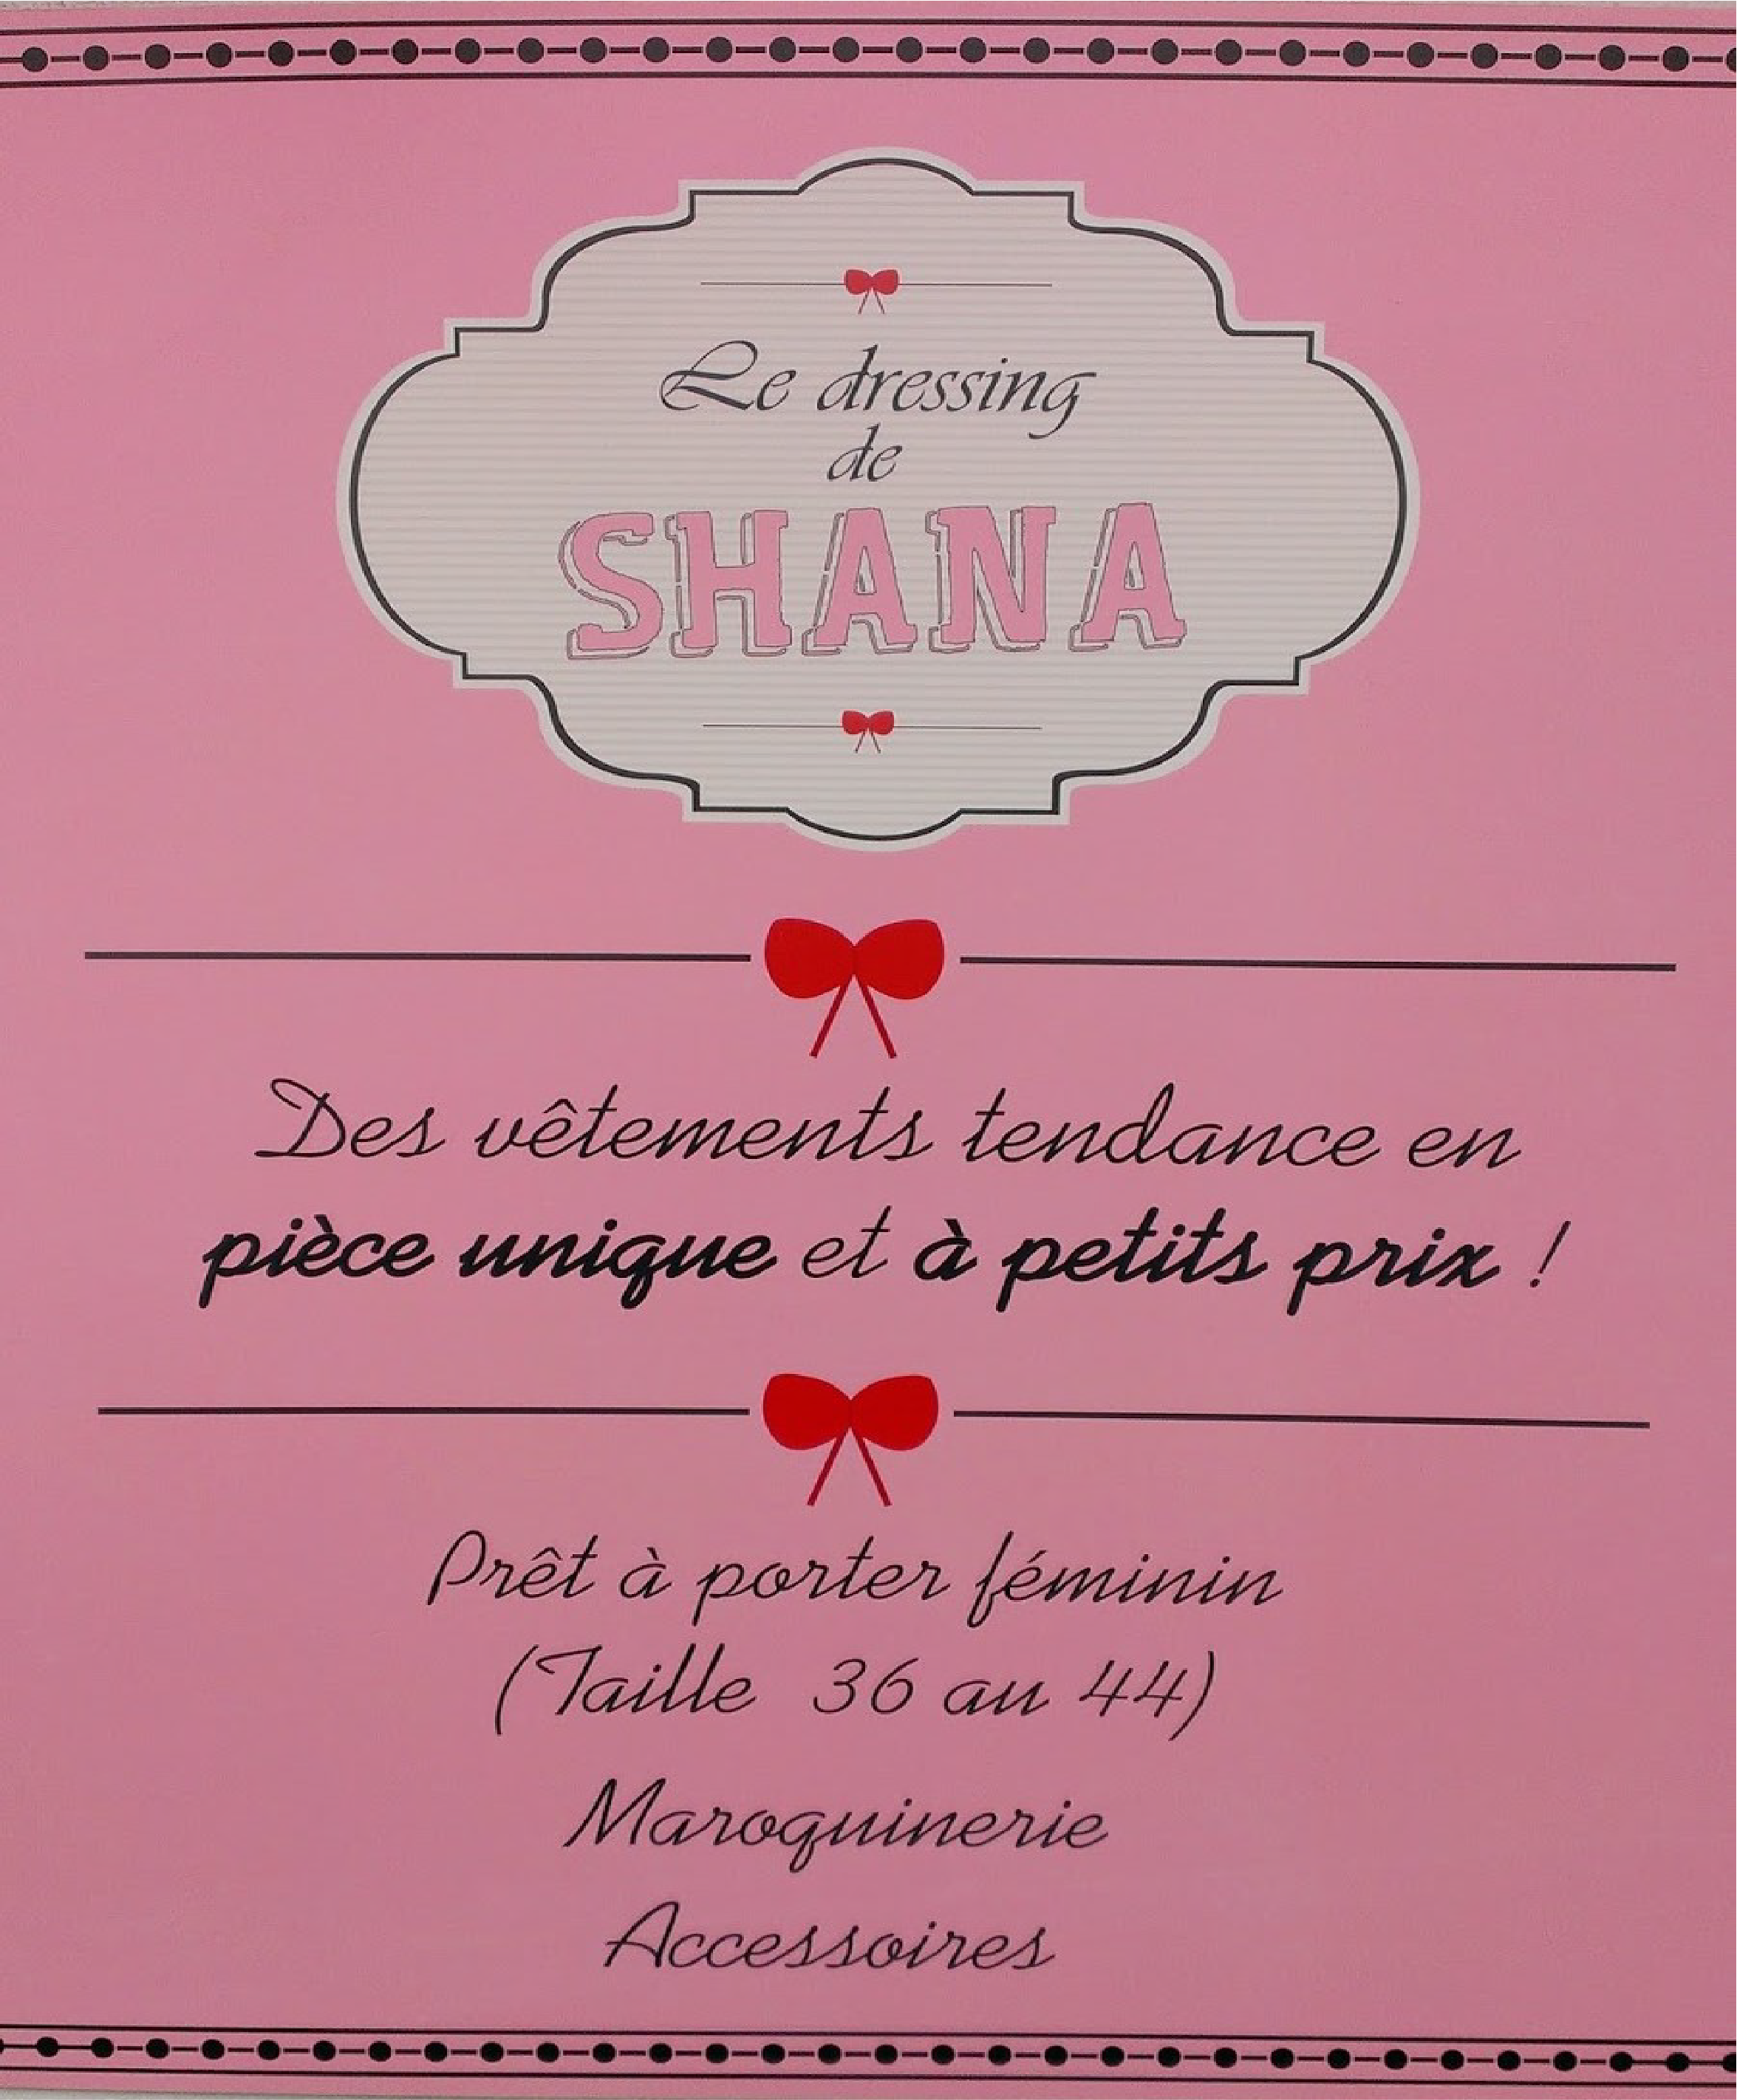 Le dressing
de
SHANA
Des vêtements tendance en
pièce unique et à petits prix !
Prêt à porter féminin
(Taille 36 au 44)
Maroquinerie
Accessoires